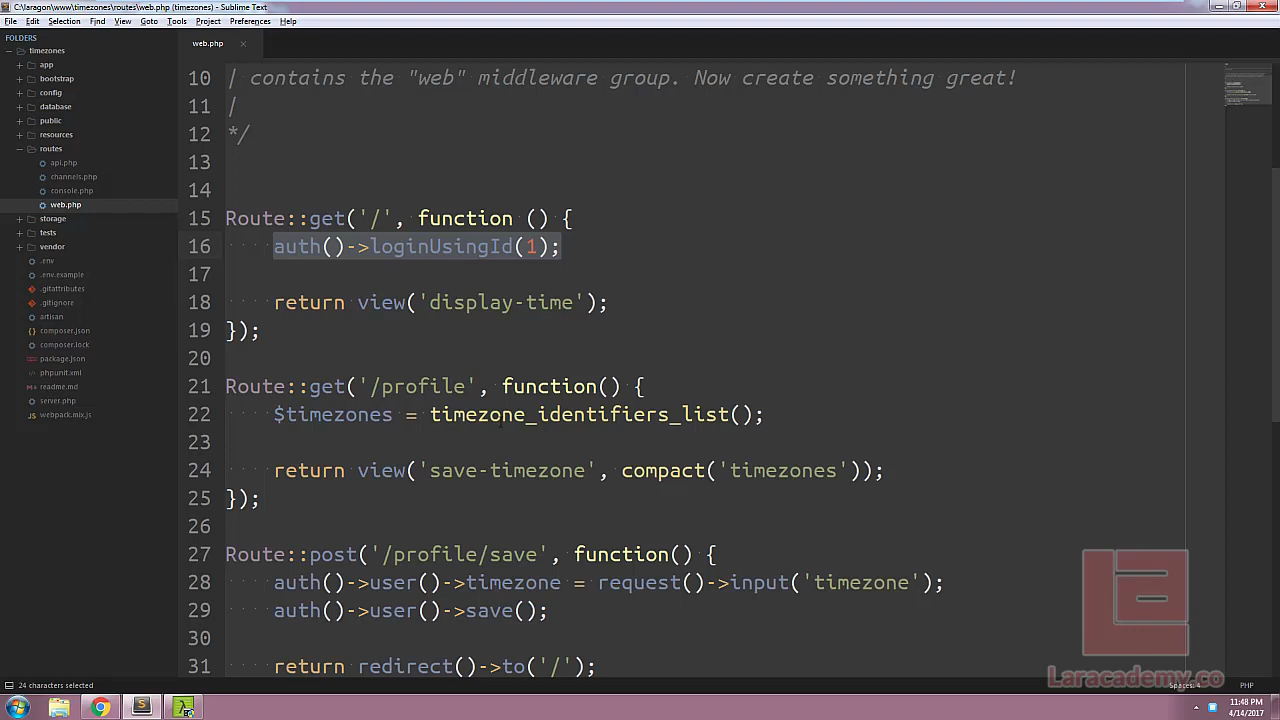 C:\laragon\www\timezones\routes\web.php (timezones) - Sublime Text
File Edit Selection Find View Goto Tools Project Preferences Help
FOLDERS
timezones
app
bootstrap
config
database
public
resources
routes
api.php
channels.php
console.php
web.php
storage
tests
vendor
.env
.env.example
.gitattributes
.gitignore
artisan
composer.json
composer.lock
package.json
phpunit.xml
readme.md
server.php
webpack.mix.js
web.php
10 | contains the "web" middleware group. Now create something great!
11 |
12 */
13
14
15 Route::get('/', function () {
16 auth()->loginUsingId(1);
17
18 return view('display-time');
19 });
20
21 Route::get('/profile', function() {
22 $timezones = timezone_identifiers_list();
23
24 return view('save-timezone', compact('timezones'));
25 });
26
27 Route::post('/profile/save', function() {
28 auth()->user()->timezone = request()->input('timezone');
29 auth()->user()->save();
30
31 return redirect()->to('/');
Laracademy.co
24 characters selected
Spaces: 4
PHP
11:48 PM
4/14/2017